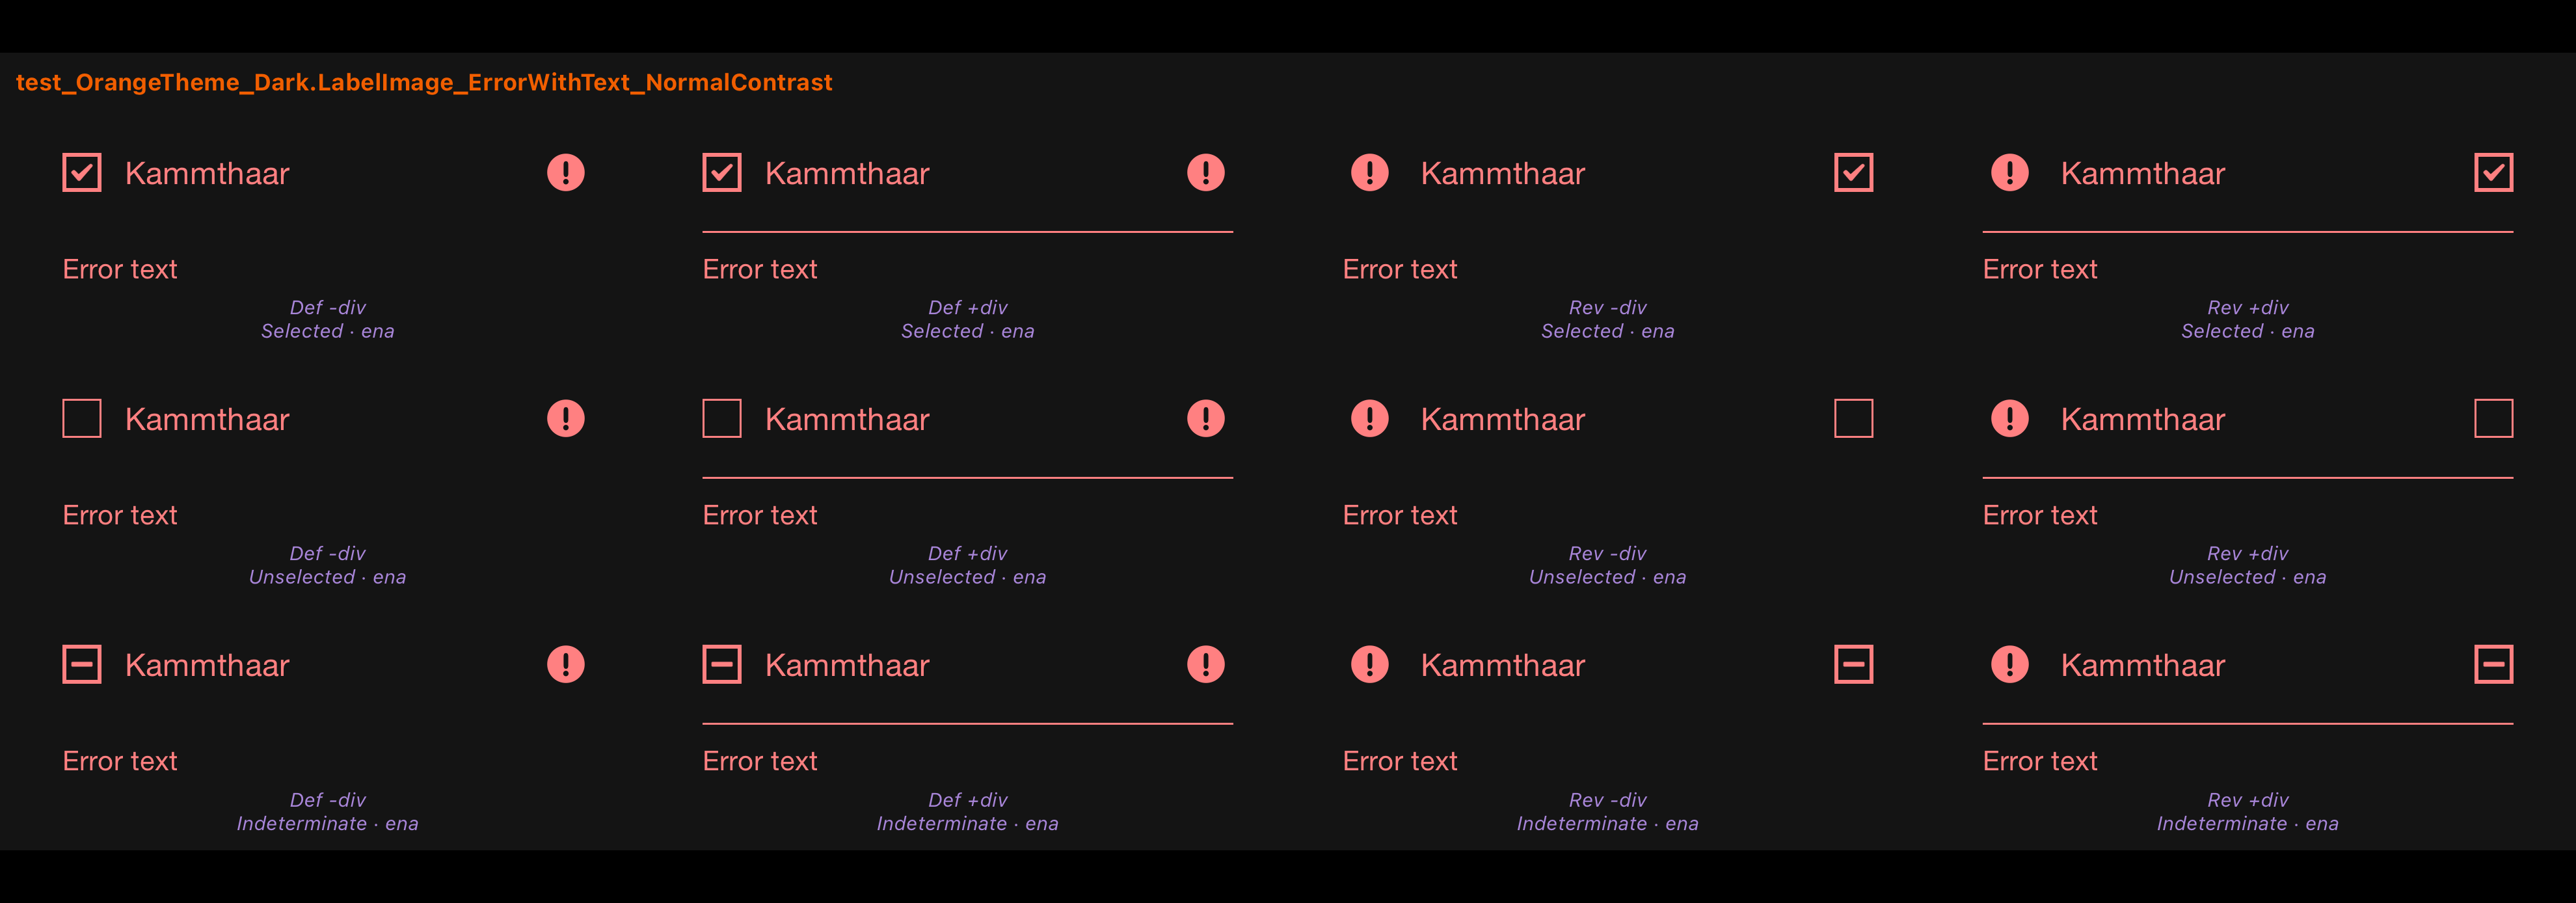 test_OrangeTheme_Dark.LabelImage_ErrorWithText_NormalContrast
Kammthaar
Kammthaar
Kammthaar
Kammthaar
Error text
Error text
Error text
Error text
Def -div
Def +div
Rev -div
Rev +div
Selected · ena
Selected · ena
Selected · ena
Selected · ena
Kammthaar
Kammthaar
Kammthaar
Kammthaar
Error text
Error text
Error text
Error text
Def -div
Def +div
Rev -div
Rev +div
Unselected · ena
Unselected · ena
Unselected · ena
Unselected · ena
Kammthaar
Kammthaar
Kammthaar
Kammthaar
Error text
Error text
Error text
Error text
Def -div
Def +div
Rev -div
Rev +div
Indeterminate · ena
Indeterminate · ena
Indeterminate · ena
Indeterminate · ena